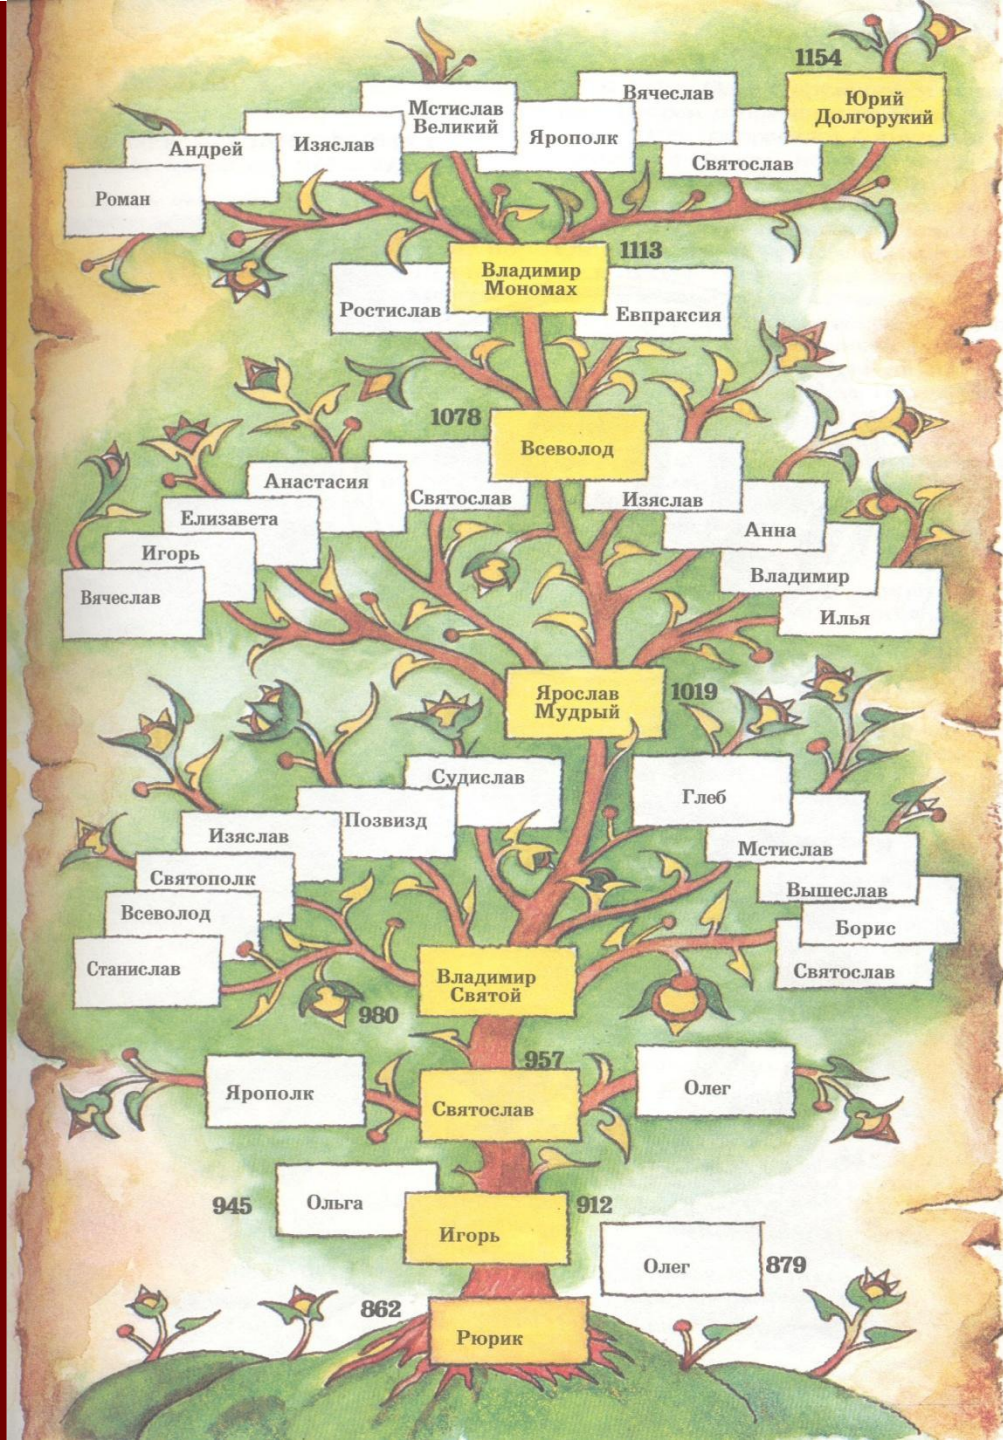 1154
Юрий
Долгорукий
Вячеслав
Мстислав
Великий
Ярополк
Святослав
Изяслав
Андрей
Роман
1113
Владимир
Мономах
Ростислав
Евпраксия
1078
Всеволод
Анастасия
Святослав
Изяслав
Елизавета
Анна
Игорь
Владимир
Вячеслав
Илья
Ярослав
Мудрый
1019
Судислав
Глеб
Позвизд
Изяслав
Мстислав
Святополк
Вышеслав
Всеволод
Борис
Станислав
Святослав
Владимир
Святой
980
957
Ярополк
Святослав
Олег
945
Ольга
912
Игорь
Олег
879
862
Рюрик